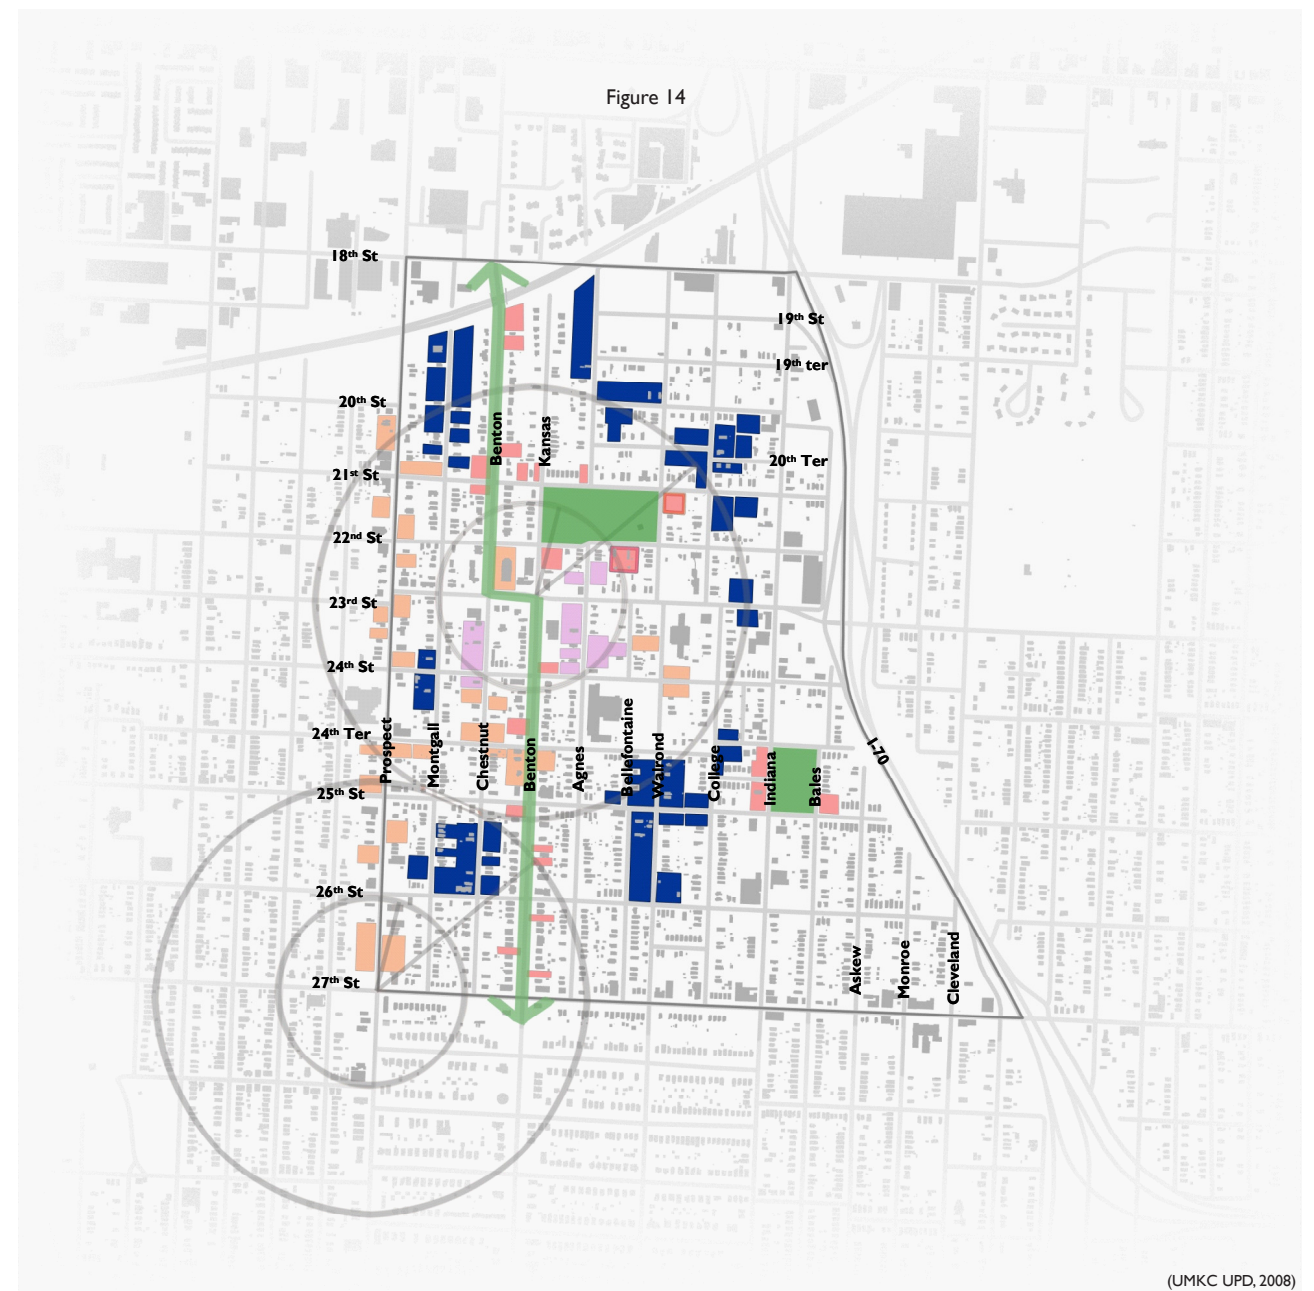 Figure 14
18th St
19th St
19th ter
20th St
Benton
Kansas
20th Ter
21st St
22nd St
23rd St
24th St
24th Ter
Prospect
Montgall
Chestnut
Benton
Agnes
Bellefontaine
Walrond
College
Indiana
Bales
I-70
25th St
26th St
27th St
Askew
Monroe
Cleveland
(UMKC UPD, 2008)